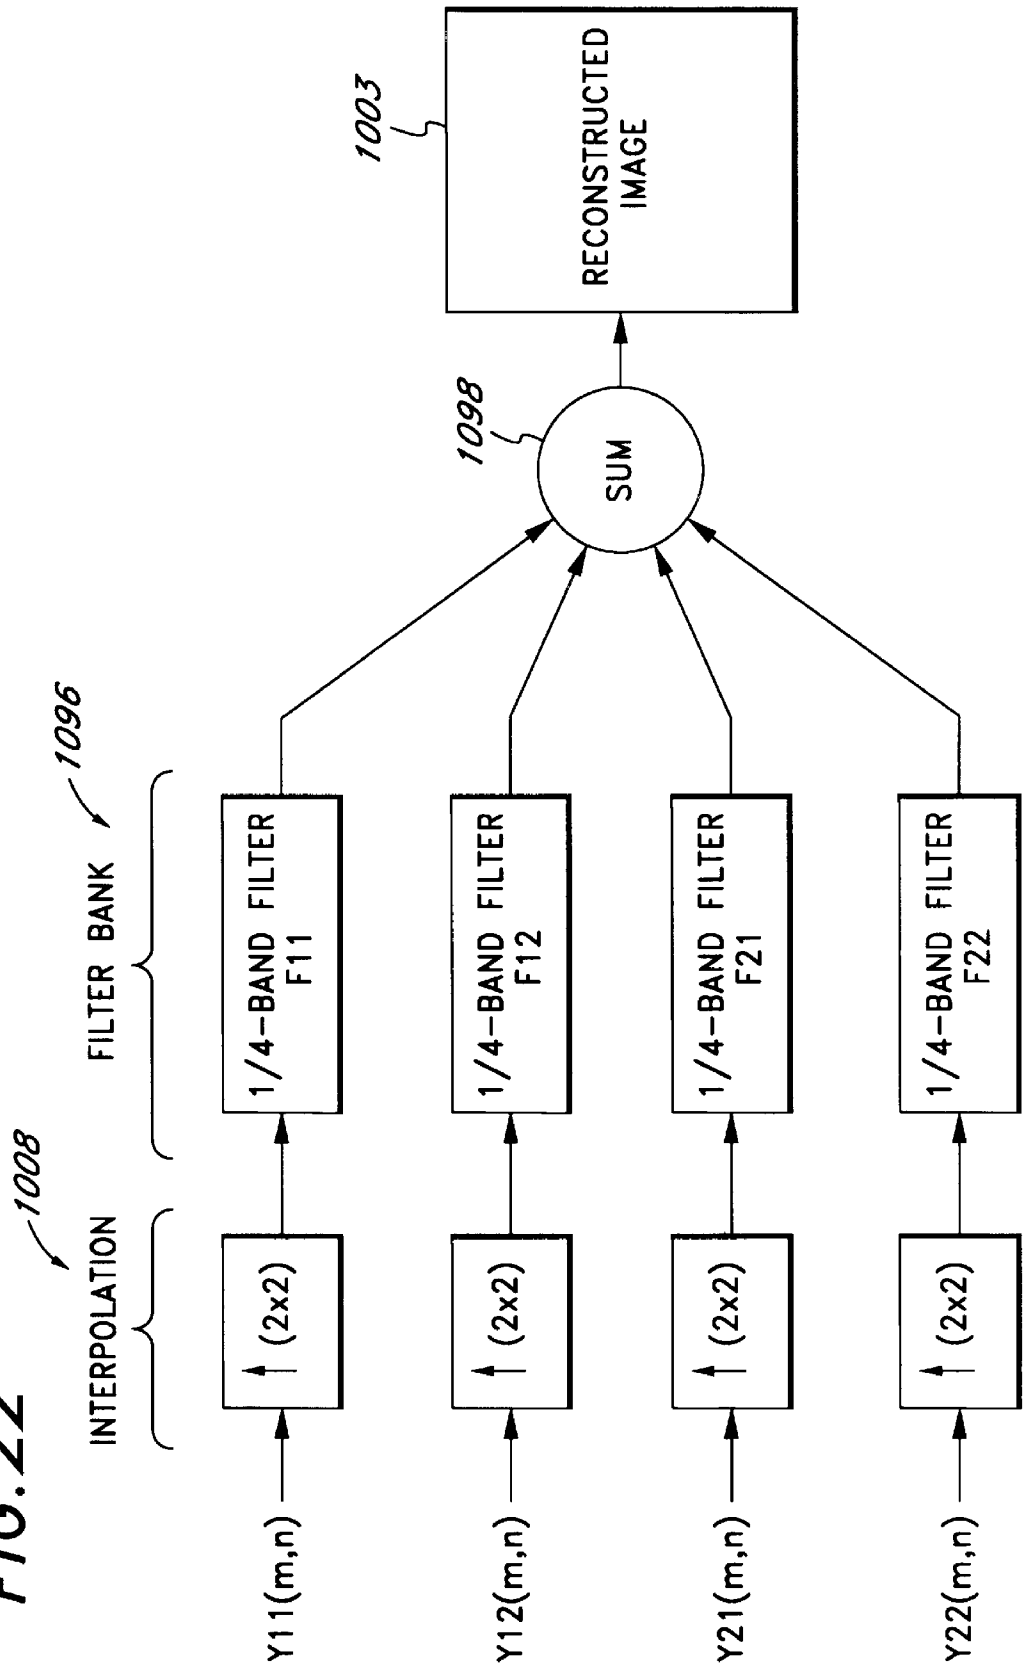 FIG. 22
1008
1096
INTERPOLATION
FILTER BANK
Y11(m,n)
↑ (2x2)
1/4-BAND FILTER
F11
Y12(m,n)
↑ (2x2)
1/4-BAND FILTER
F12
Y21(m,n)
↑ (2x2)
1/4-BAND FILTER
F21
Y22(m,n)
↑ (2x2)
1/4-BAND FILTER
F22
1098
SUM
1003
RECONSTRUCTED
IMAGE